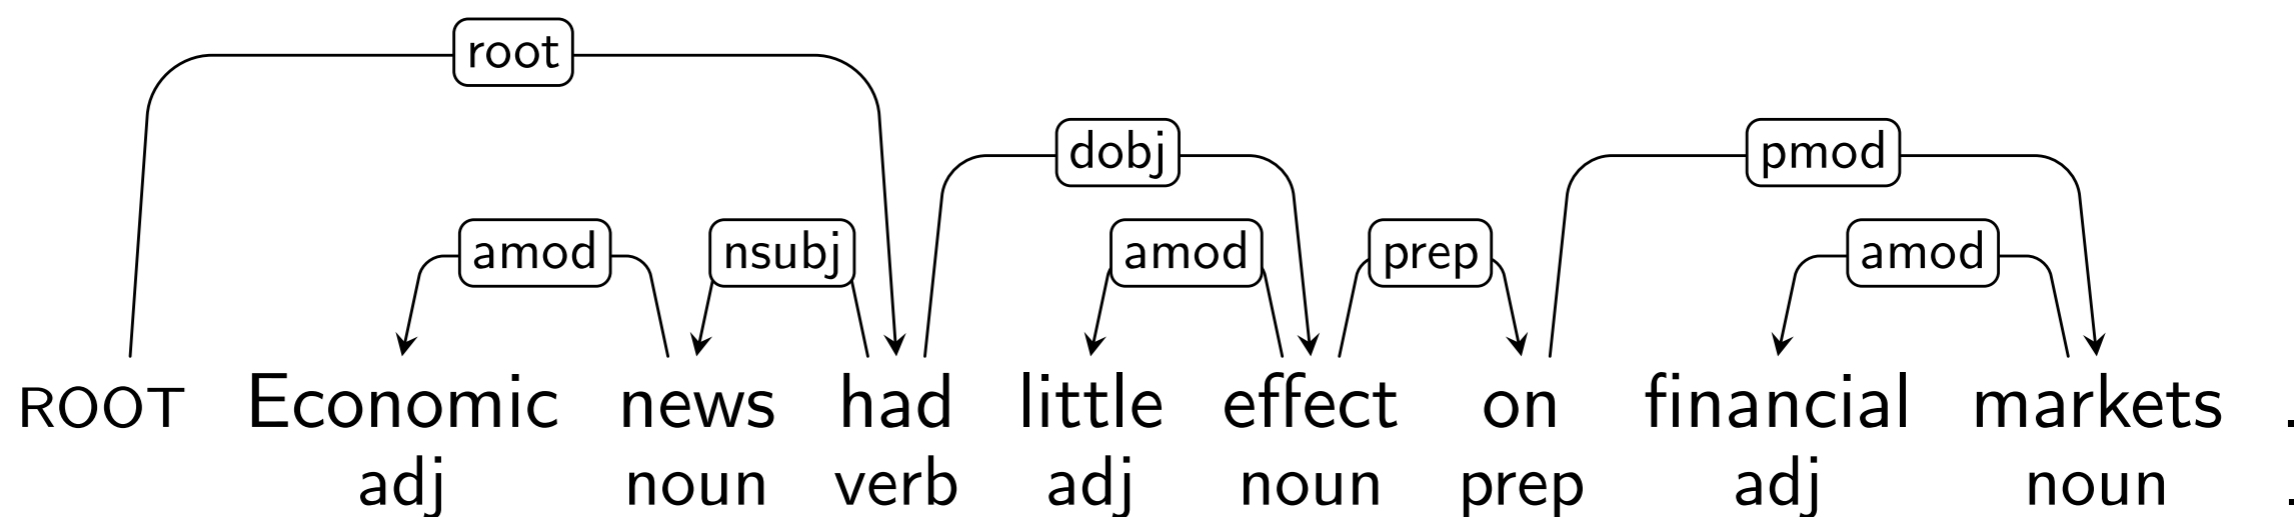 root
dobj pmod
amod nsubj amod prep amod
ROOT Economic news had little effect on financial markets .
adj noun verb adj noun prep adj noun .